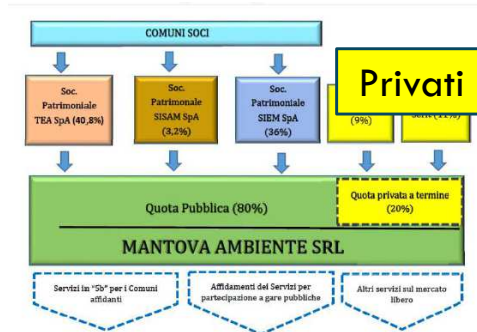 COMUNI SOCI
Soc.
Patrimoniale
TEA SpA (40,8%)
Soc.
Patrimonale
SISAM SpA
(3,2%)
Soc.
Patrimoniale
SIEM SpA
(36%)
Privati
(9%)
Quota Pubblica (80%)
Quota privata a termine
(20%)
MANTOVA AMBIENTE SRL
Servizi in "5b" per i Comuni
affidanti
Affidamenti dei Servizi per
partecipazione a gare pubbliche
Altri servizi sul mercato
libero